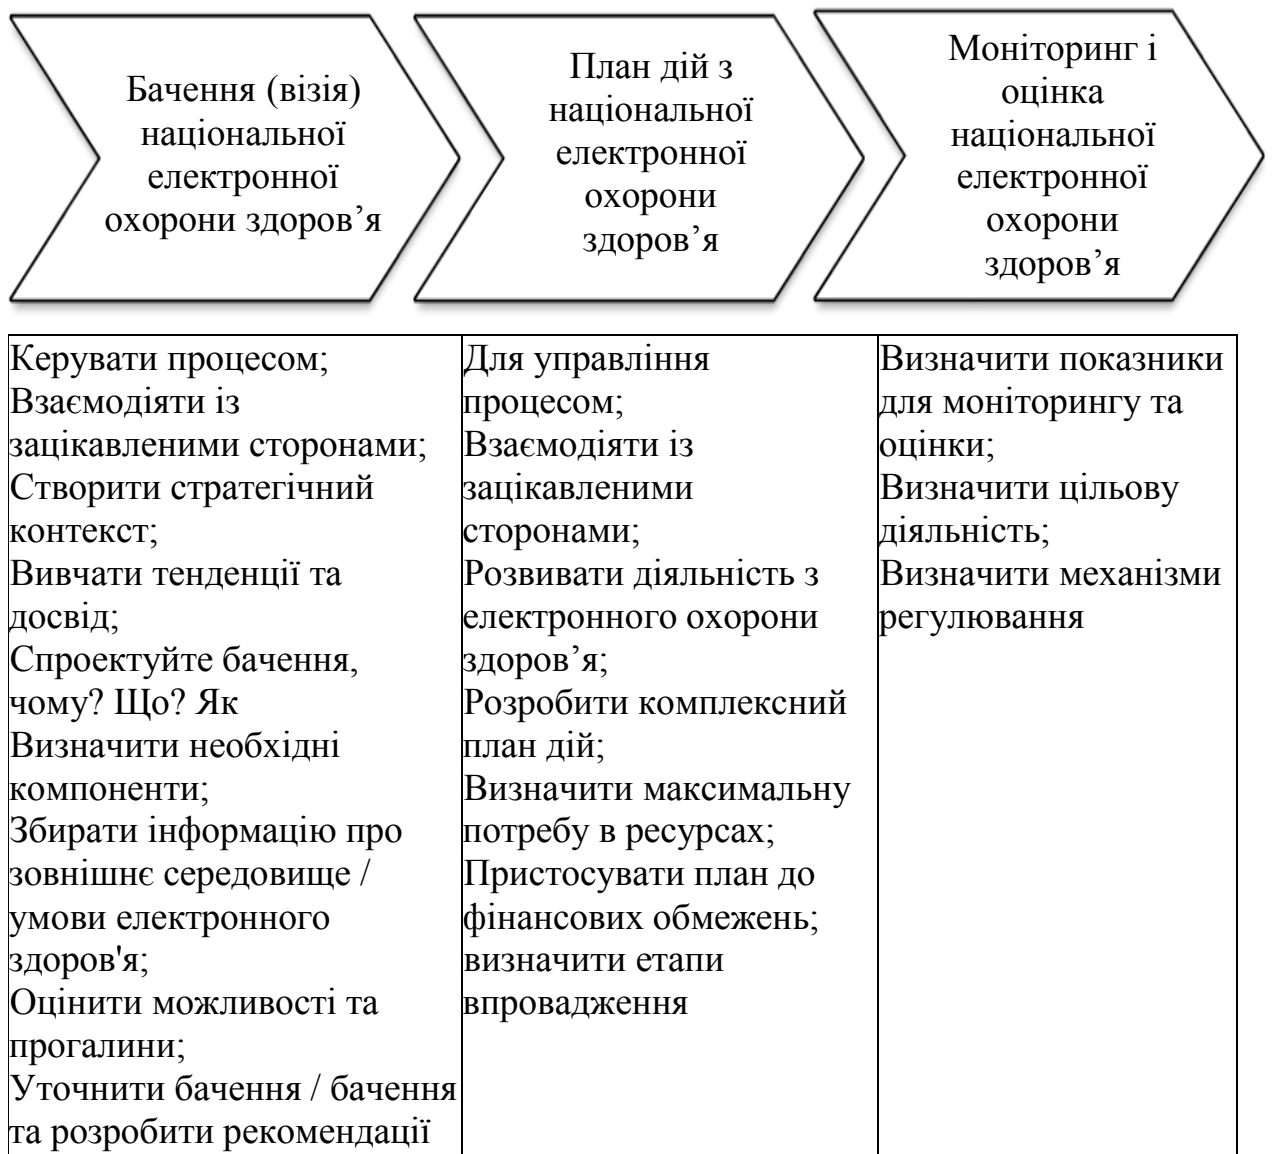 Бачення (візія)
національної
електронної
охорони здоров’я
План дій з
національної
електронної
охорони
здоров’я
Моніторинг і
оцінка
національної
електронної
охорони
здоров’я
Керувати процесом;
Взаємодіяти із
зацікавленими сторонами;
Створити стратегічний
контекст;
Вивчати тенденції та
досвід;
Спроектуйте бачення,
чому? Що? Як
Визначити необхідні
компоненти;
Збирати інформацію про
зовнішнє середовище /
умови електронного
здоров'я;
Оцінити можливості та
прогалини;
Уточнити бачення / бачення
та розробити рекомендації
Для управління
процесом;
Взаємодіяти із
зацікавленими
сторонами;
Розвивати діяльність з
електронного охорони
здоров’я;
Розробити комплексний
план дій;
Визначити максимальну
потребу в ресурсах;
Пристосувати план до
фінансових обмежень;
визначити етапи
впровадження
Визначити показники
для моніторингу та
оцінки;
Визначити цільову
діяльність;
Визначити механізми
регулювання